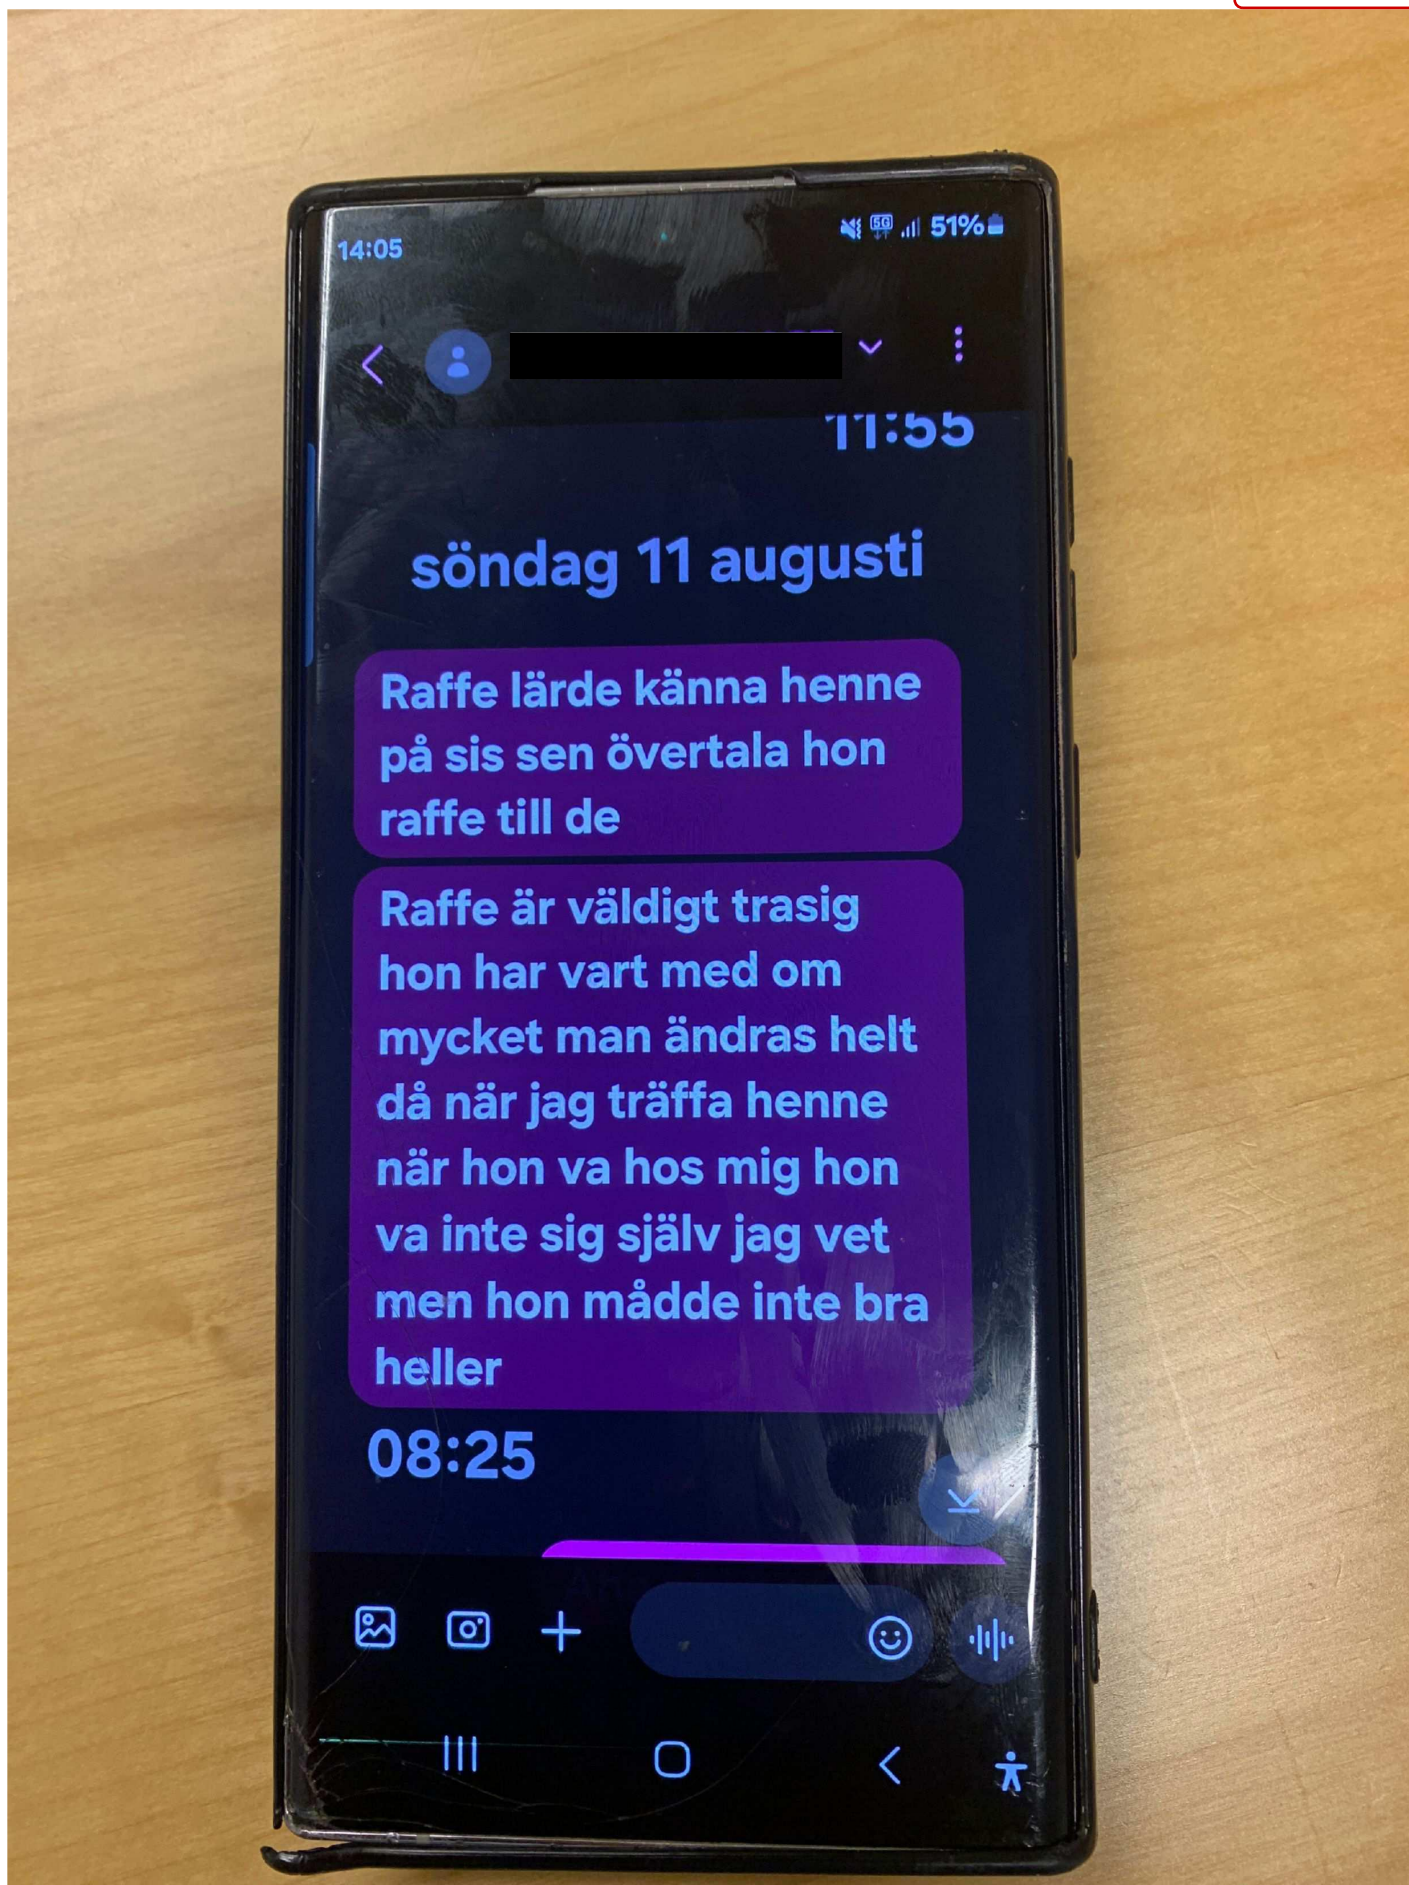 14:05
5G 51%
11:55
söndag 11 augusti
Raffe lärde känna henne
på sis sen övertala hon
raffe till de
Raffe är väldigt trasig
hon har vart med om
mycket man ändras helt
då när jag träffa henne
när hon va hos mig hon
va inte sig själv jag vet
men hon mådde inte bra
heller
08:25